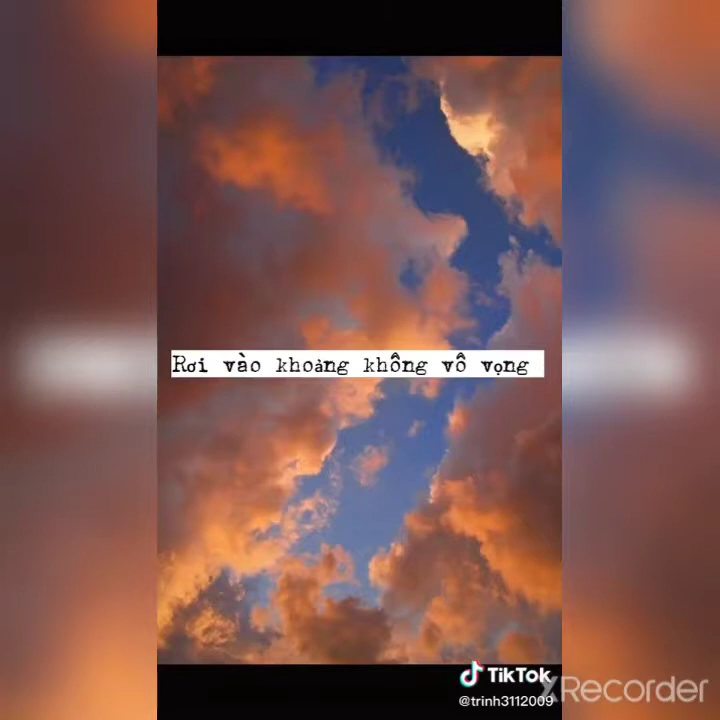 Rơi vào khoảng không vô vọng
TikTok
@trinh3112009
XRecorder